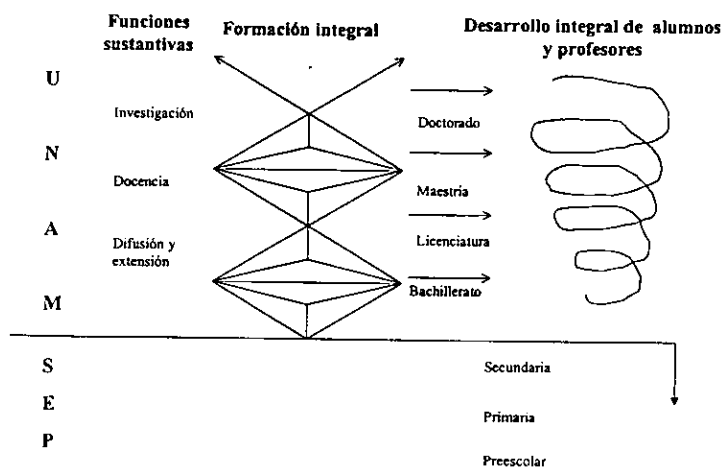 Funciones
sustantivas
Formación integral
Desarrollo integral de alumnos
y profesores
U
Investigación
Doctorado
N
Docencia
Maestría
A
Difusión y
extensión
Licenciatura
Bachillerato
M
S
Secundaria
E
Primaria
P
Preescolar